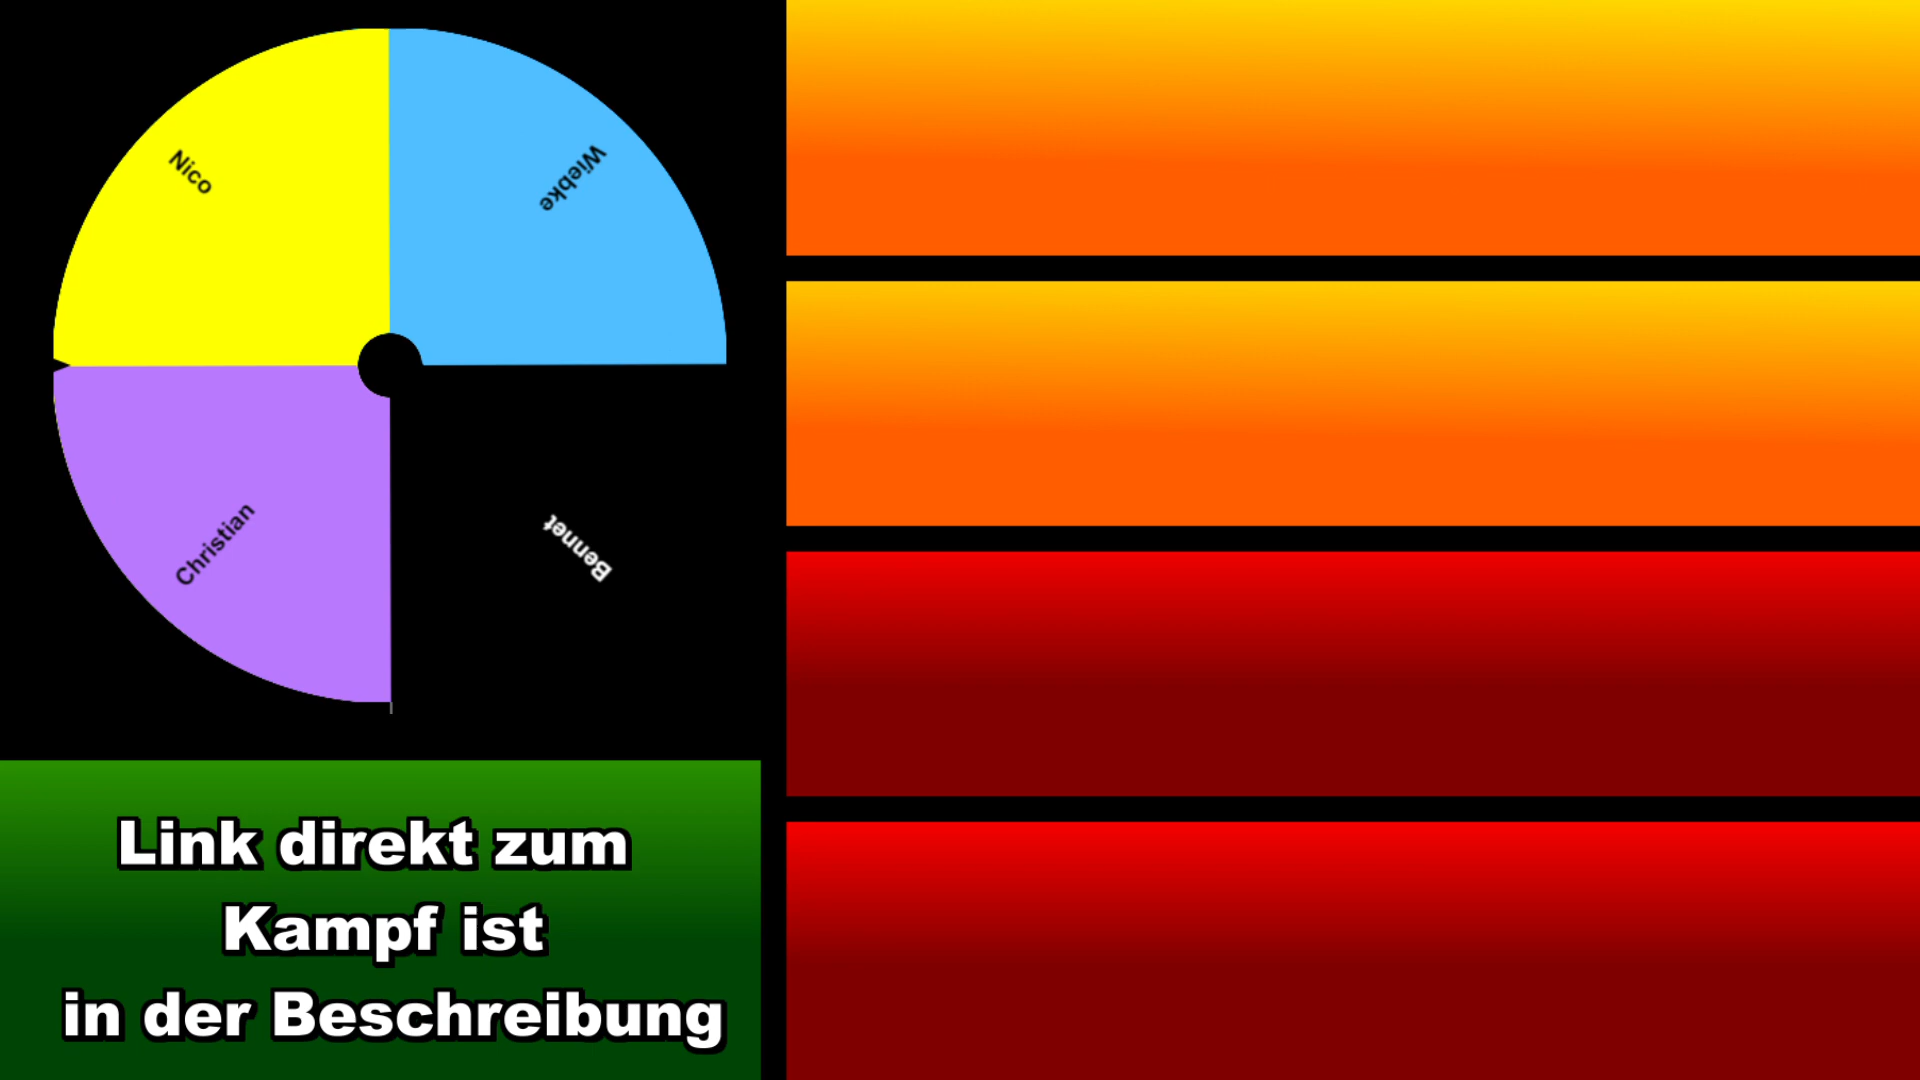 Nico
Wiebke
Christian
Bennet
Link direkt zum
Kampf ist
in der Beschreibung